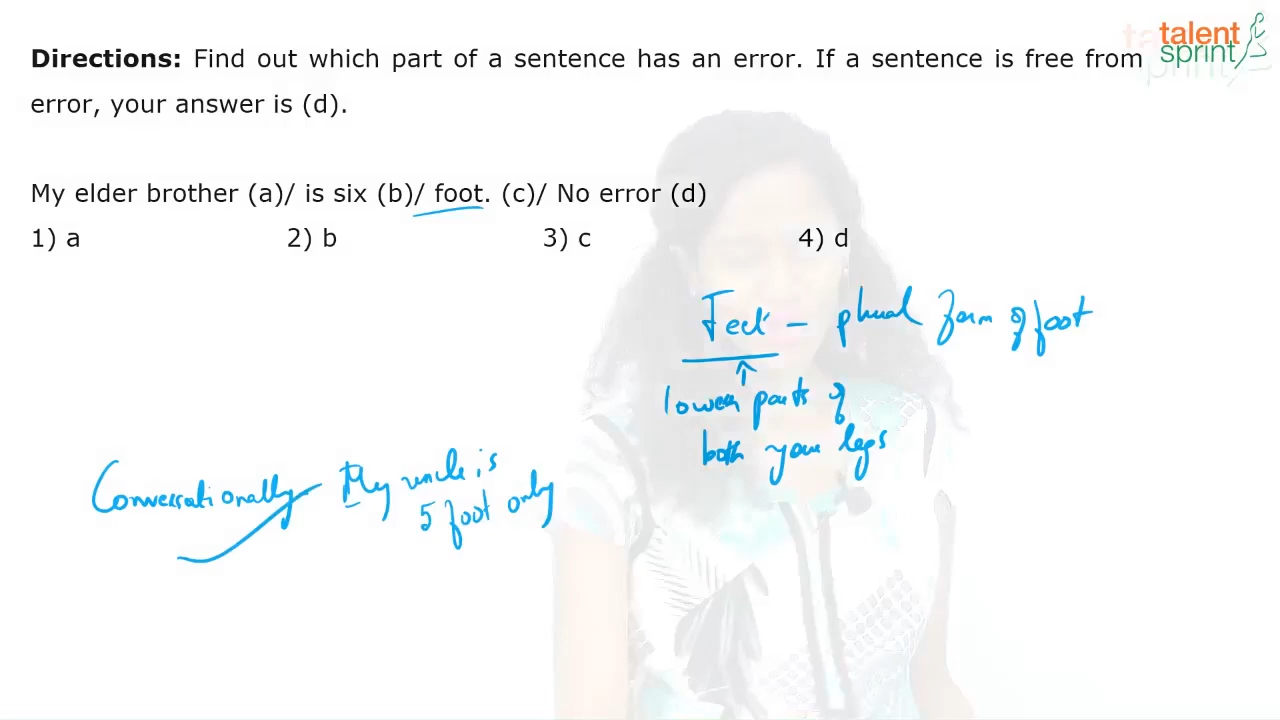 talent
sprint
Directions: Find out which part of a sentence has an error. If a sentence is free from
error, your answer is (d).
My elder brother (a)/ is six (b)/ foot. (c)/ No error (d)
1) a 2) b 3) c 4) d
Feet – plural form of foot
lower parts of
both your legs
Conversationally My uncle is
5 foot only